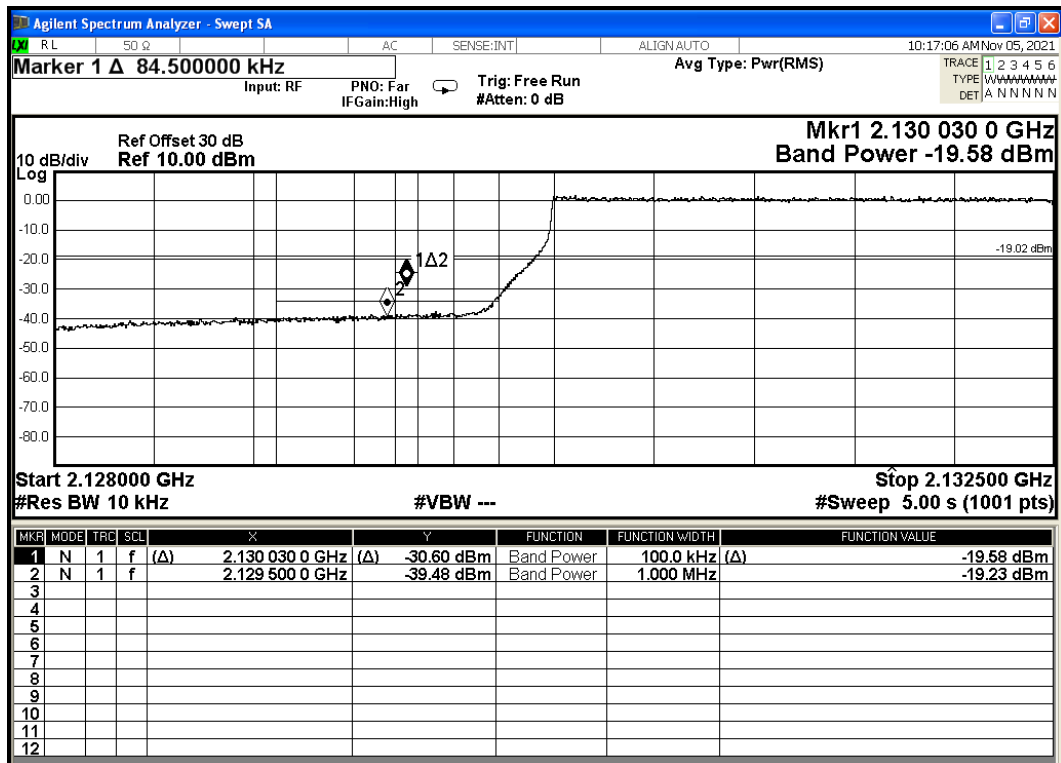 Agilent Spectrum Analyzer - Swept SA
LXI RL 50 Ω AC SENSE:INT ALIGNAUTO 10:17:06 AM Nov 05, 2021
Marker 1 Δ 84.500000 kHz
Input: RF
PNO: Far
IFGain:High
Trig: Free Run
#Atten: 0 dB
Avg Type: Pwr(RMS)
TRACE 1 2 3 4 5 6
TYPE
DET A N N N N N
Ref Offset 30 dB
10 dB/div Ref 10.00 dBm
Log
Mkr1 2.130 030 0 GHz
Band Power -19.58 dBm
0.00
-10.0
-20.0
-30.0
-40.0
-50.0
-60.0
-70.0
-80.0
1Δ2
2
-19.02 dBm
Start 2.128000 GHz Stop 2.132500 GHz
#Res BW 10 kHz #VBW --- #Sweep 5.00 s (1001 pts)
MKR MODE TRC SCL X Y FUNCTION FUNCTION WIDTH FUNCTION VALUE
1 N 1 f (Δ) 2.130 030 0 GHz (Δ) -30.60 dBm Band Power 100.0 kHz (Δ) -19.58 dBm
2 N 1 f 2.129 500 0 GHz -39.48 dBm Band Power 1.000 MHz -19.23 dBm
3
4
5
6
7
8
9
10
11
12